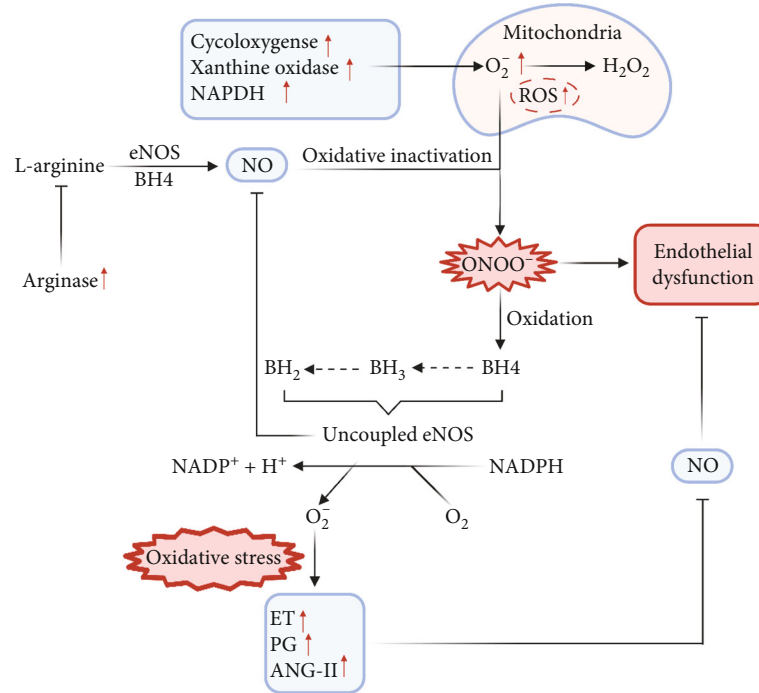 Cycoloxygense
Xanthine oxidase
NAPDH
Mitochondria
O₂⁻
H₂O₂
ROS
L-arginine
eNOS
BH4
NO
Oxidative inactivation
Arginase
ONOO⁻
Endothelial
dysfunction
Oxidation
BH₂
BH₃
BH4
Uncoupled eNOS
NADP⁺ + H⁺
NADPH
NO
O₂⁻
O₂
Oxidative stress
ET
PG
ANG-II